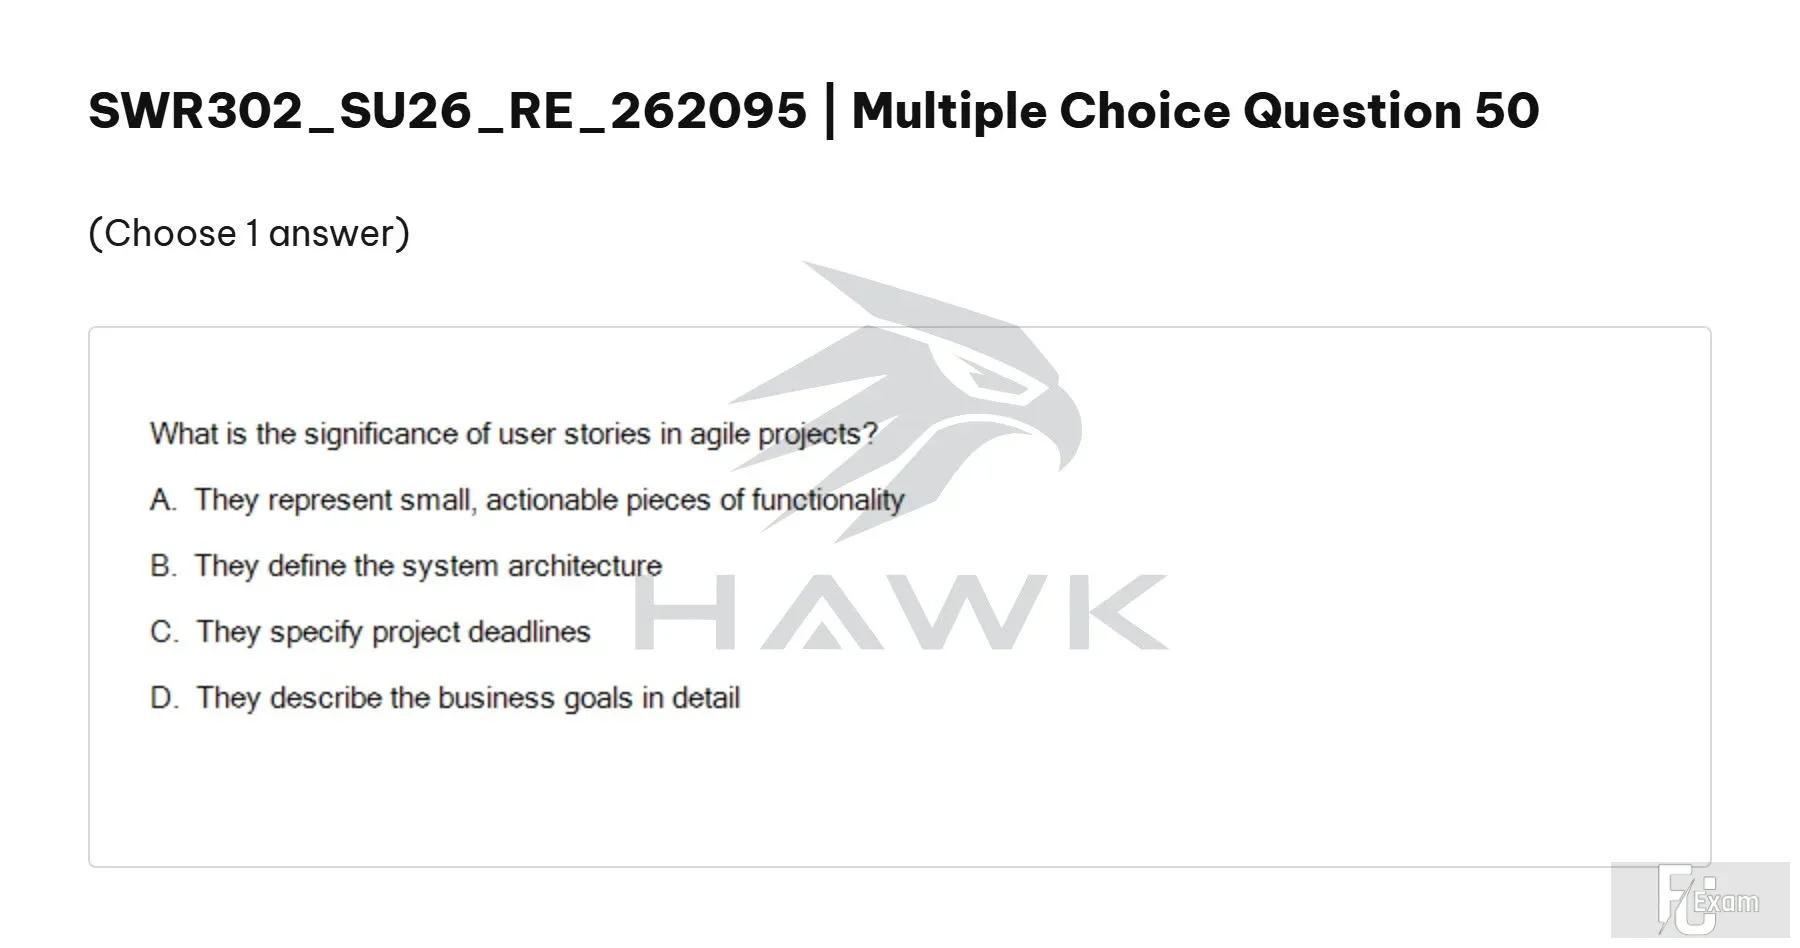 SWR302_SU26_RE_262095 | Multiple Choice Question 50
(Choose 1 answer)
What is the significance of user stories in agile projects?
A. They represent small, actionable pieces of functionality
B. They define the system architecture
C. They specify project deadlines
D. They describe the business goals in detail
HAWK
FU Exam